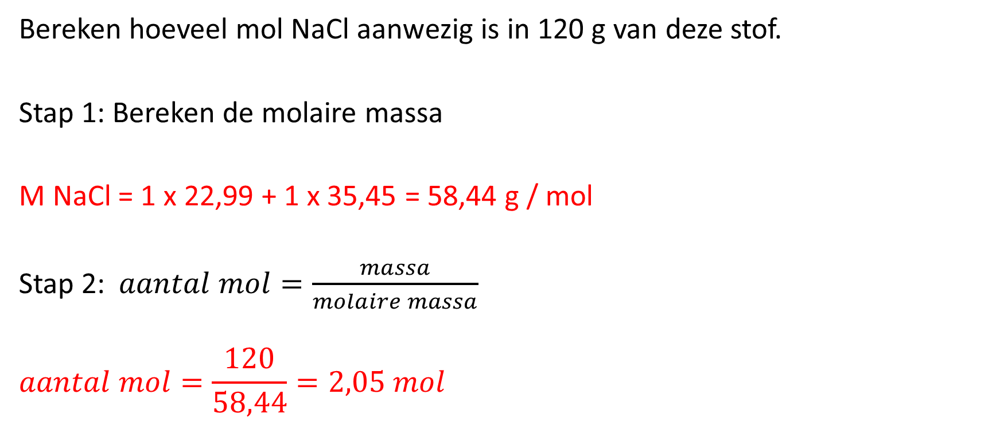 Bereken hoeveel mol NaCl aanwezig is in 120 g van deze stof.
Stap 1: Bereken de molaire massa
M NaCl = 1 x 22,99 + 1 x 35,45 = 58,44 g / mol
Stap 2: aantal mol = massa / molaire massa
aantal mol = 120 / 58,44 = 2,05 mol